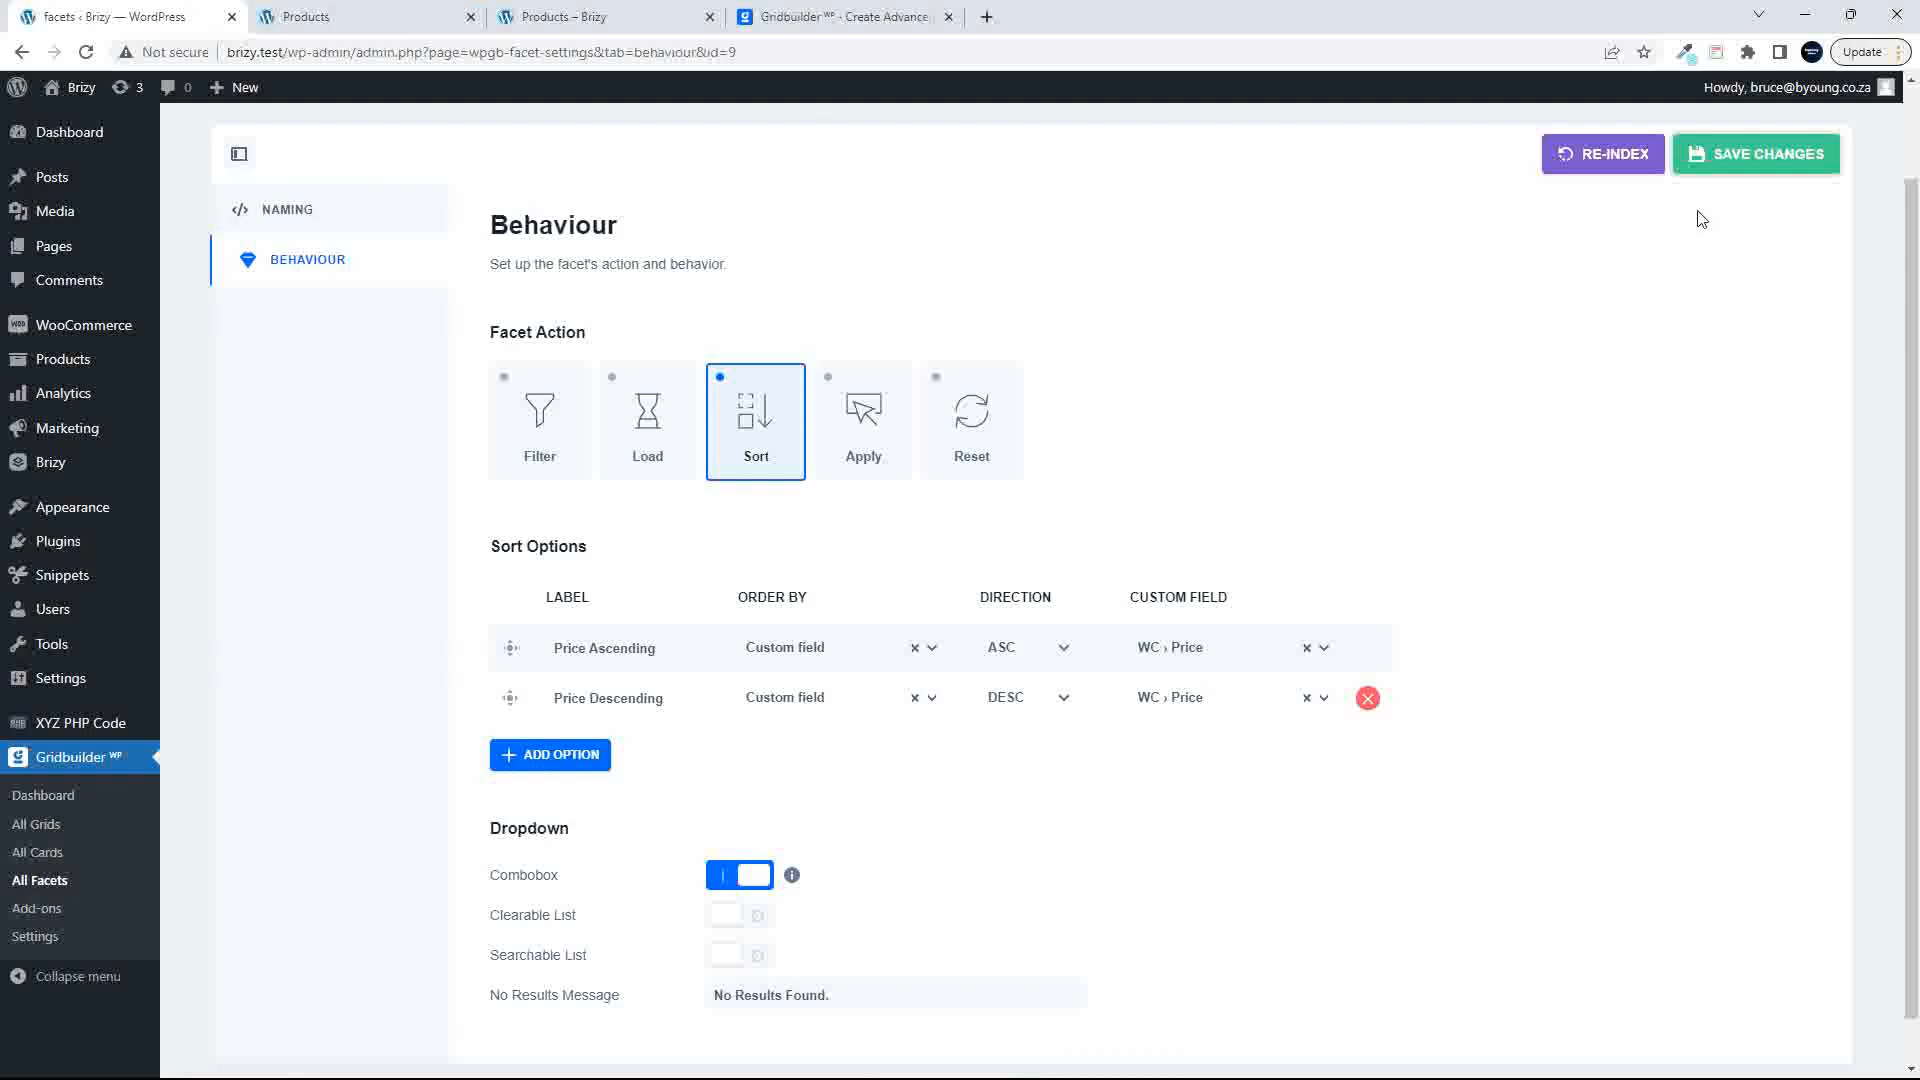 facets ‹ Brizy — WordPress
Products
Products – Brizy
Gridbuilder ᵂᴾ - Create Advance
Not secure
brizy.test/wp-admin/admin.php?page=wpgb-facet-settings&tab=behaviour&id=9
Update
Brizy
3
0
New
Howdy, bruce@byoung.co.za
Dashboard
Posts
Media
Pages
Comments
WooCommerce
Products
Analytics
Marketing
Brizy
Appearance
Plugins
Snippets
Users
Tools
Settings
XYZ PHP Code
Gridbuilder ᵂᴾ
Dashboard
All Grids
All Cards
All Facets
Add-ons
Settings
Collapse menu
RE-INDEX
SAVE CHANGES
NAMING
BEHAVIOUR
Behaviour
Set up the facet's action and behavior.
Facet Action
Filter
Load
Sort
Apply
Reset
Sort Options
LABEL ORDER BY DIRECTION CUSTOM FIELD
Price Ascending Custom field ASC WC › Price
Price Descending Custom field DESC WC › Price
ADD OPTION
Dropdown
Combobox
Clearable List
Searchable List
No Results Message No Results Found.